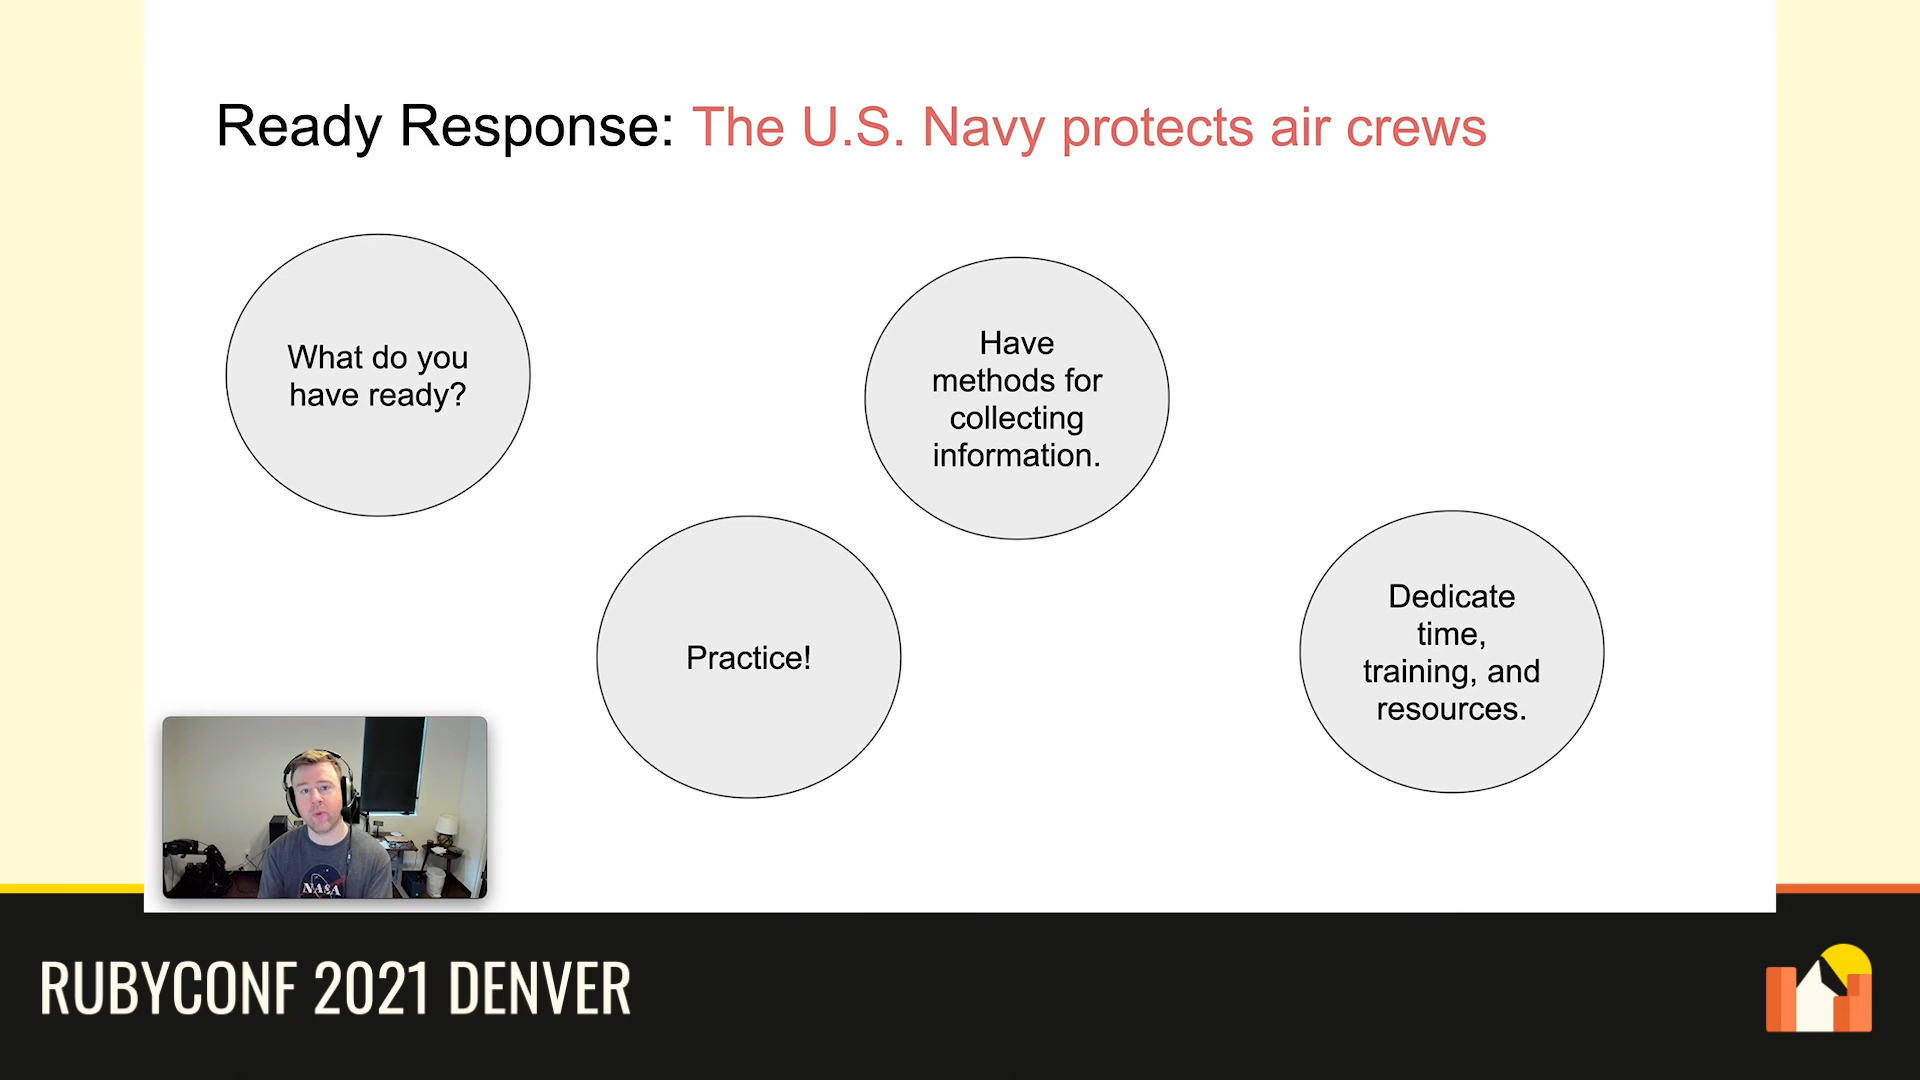 Ready Response: The U.S. Navy protects air crews
What do you
have ready?
Have
methods for
collecting
information.
Practice!
Dedicate
time,
training, and
resources.
NASA
RUBYCONF 2021 DENVER